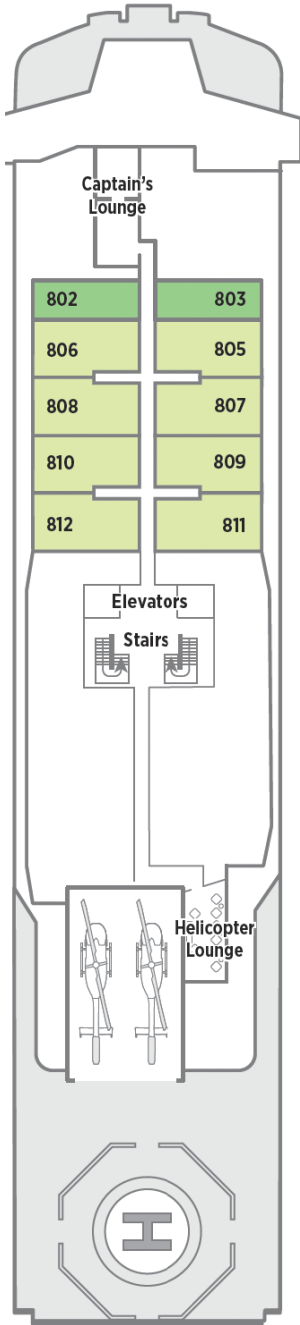 Captain's
Lounge
802 803
806 805
808 807
810 809
812 811
Elevators
Stairs
Helicopter
Lounge
H